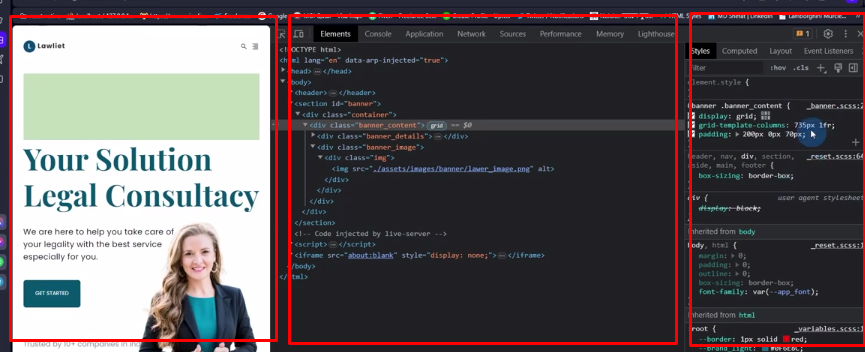 Lawliet
Your Solution
Legal Consultacy
We are here to help you take care of
your legality with the best service
especially for you.
GET STARTED
Trusted by 10+ companies in
Elements Console Application Network Sources Performance Memory Lighthouse
<!DOCTYPE html>
<html lang="en" data-arp-injected="true">
<head> </head>
<body>
<header> </header>
<section id="banner">
<div class="container">
<div class="banner_content"> grid == $0
<div class="banner_details"> </div>
<div class="banner_image">
<div class="img">
<img src="./assets/images/banner/lawer_image.png" alt>
</div>
</div>
</div>
</div>
</section>
<!-- Code injected by live-server -->
<script> </script>
<iframe src="about:blank" style="display: none;"> </iframe>
</body>
</html>
1
Styles Computed Layout Event Listeners
Filter :hov .cls
element.style {
#banner .banner_content { _banner.scss:2
display: grid;
grid-template-columns: 735px 1fr;
padding: 200px 0px 70px;
header, nav, div, section, _reset.scss:64
aside, main, footer {
box-sizing: border-box;
div { user agent stylesheet
display: block;
Inherited from body
body, html { _reset.scss:
margin: 0;
padding: 0;
outline: 0;
box-sizing: border-box;
font-family: var(--app_font);
Inherited from html
:root { _variables.scss:
--border: 1px solid red;